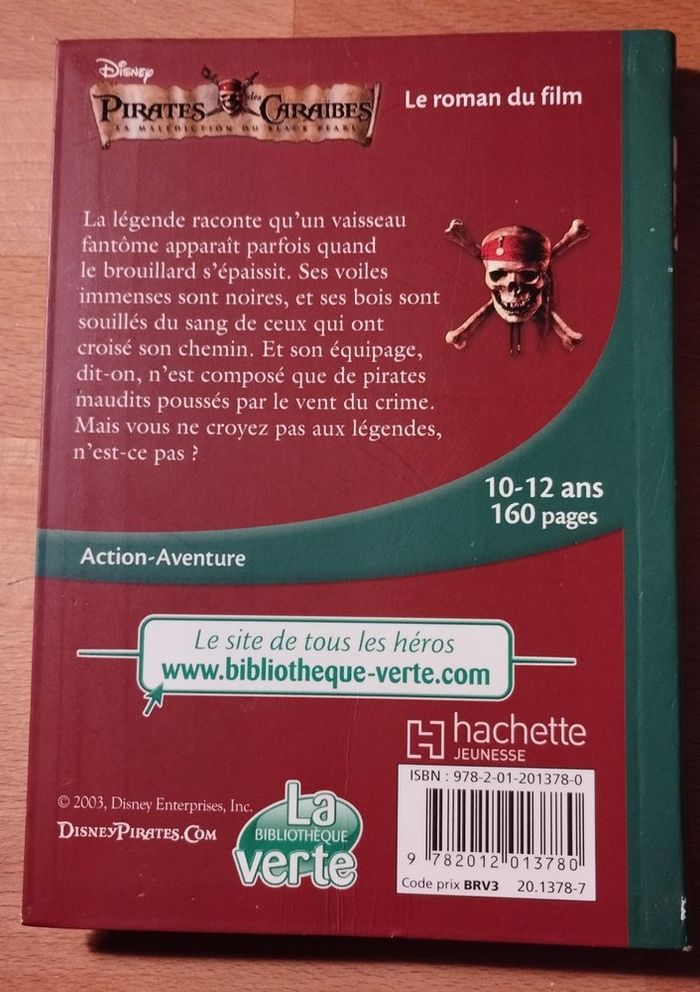 Disney
PIRATES des CARAÏBES
LA MALÉDICTION DU BLACK PEARL
Le roman du film
La légende raconte qu'un vaisseau
fantôme apparaît parfois quand
le brouillard s'épaissit. Ses voiles
immenses sont noires, et ses bois sont
souillés du sang de ceux qui ont
croisé son chemin. Et son équipage,
dit-on, n'est composé que de pirates
maudits poussés par le vent du crime.
Mais vous ne croyez pas aux légendes,
n'est-ce pas ?
10-12 ans
160 pages
Action-Aventure
Le site de tous les héros
www.bibliotheque-verte.com
hachette
JEUNESSE
ISBN : 978-2-01-201378-0
9 782012 013780
Code prix BRV3 20.1378-7
© 2003, Disney Enterprises, Inc.
DISNEYPIRATES.COM
La
BIBLIOTHÈQUE
verte